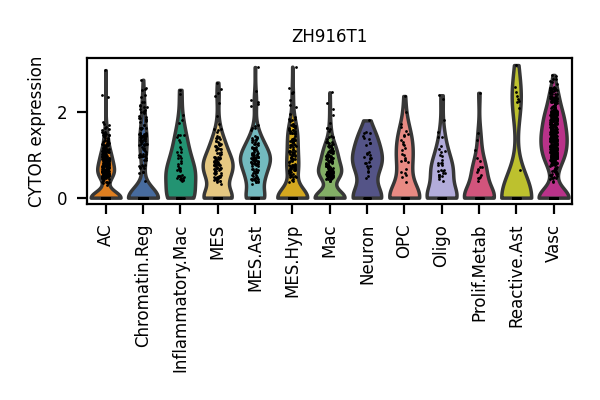 ZH916T1
CYTOR expression
2
0
AC
Chromatin.Reg
Inflammatory.Mac
MES
MES.Ast
MES.Hyp
Mac
Neuron
OPC
Oligo
Prolif.Metab
Reactive.Ast
Vasc